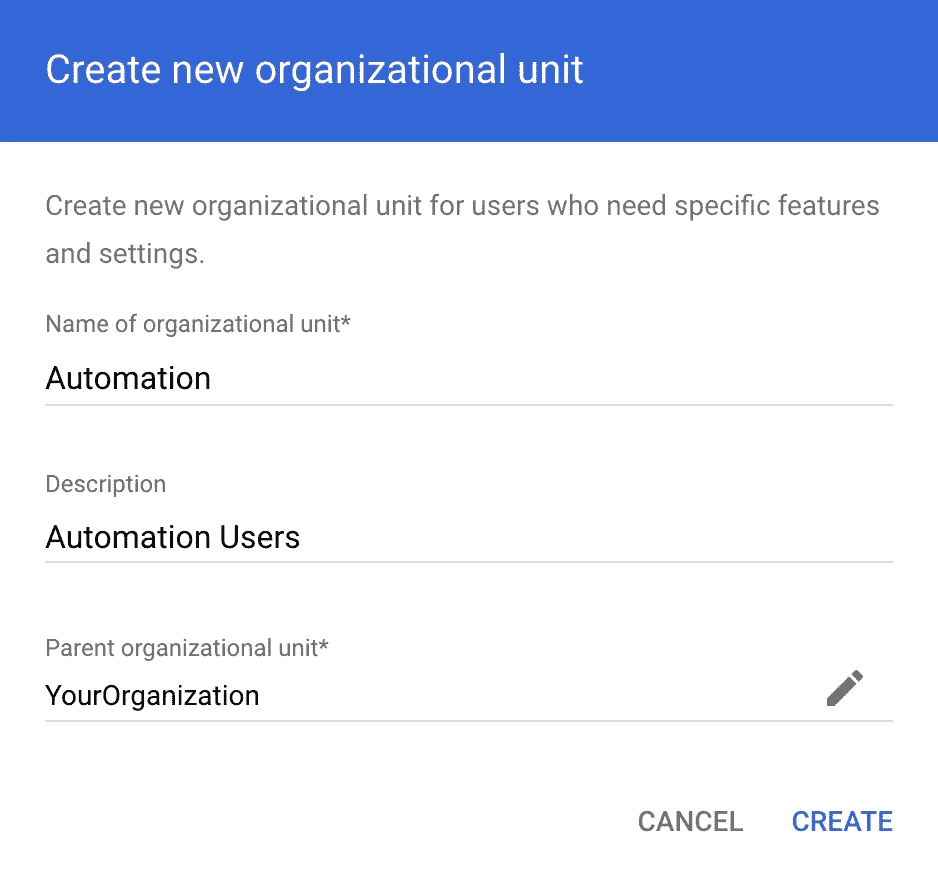 Create new organizational unit
Create new organizational unit for users who need specific features
and settings.
Name of organizational unit*
Automation
Description
Automation Users
Parent organizational unit*
YourOrganization
CANCEL CREATE